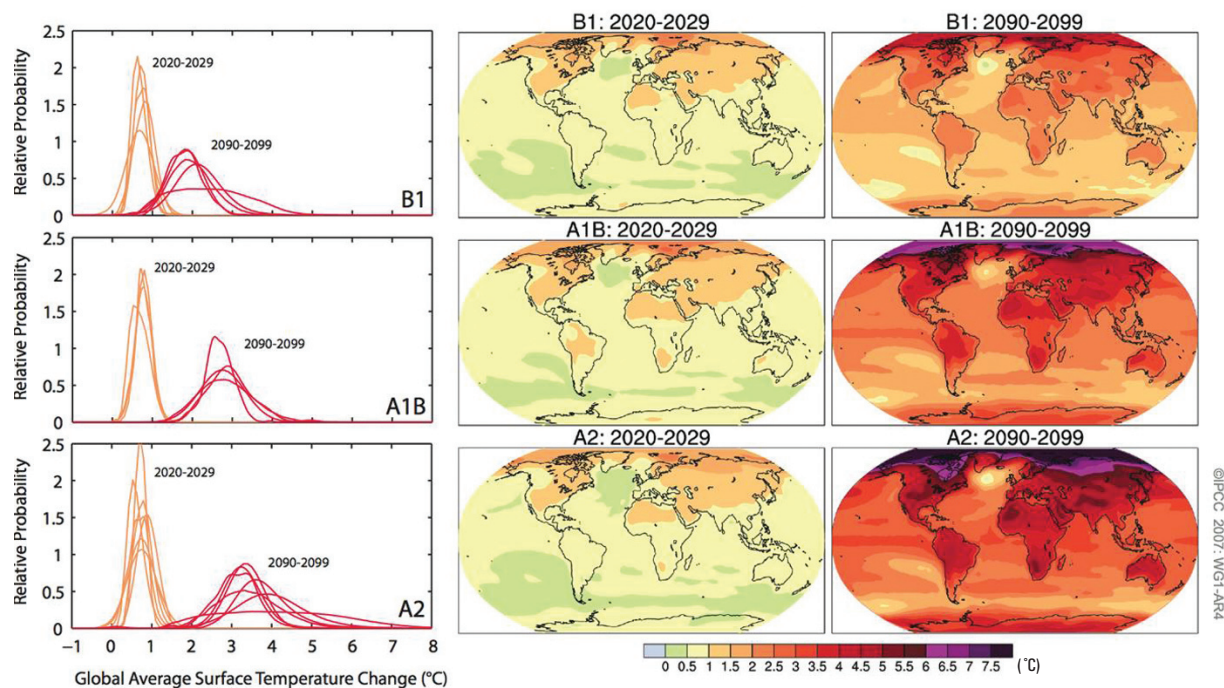 B1: 2020-2029
B1: 2090-2099
2.5
2
1.5
1
0.5
0
Relative Probability
2020-2029
2090-2099
B1
A1B: 2020-2029
A1B: 2090-2099
2.5
2
1.5
1
0.5
0
Relative Probability
2020-2029
2090-2099
A1B
A2: 2020-2029
A2: 2090-2099
2.5
2
1.5
1
0.5
0
Relative Probability
2020-2029
2090-2099
A2
−1 0 1 2 3 4 5 6 7 8
Global Average Surface Temperature Change (°C)
0 0.5 1 1.5 2 2.5 3 3.5 4 4.5 5 5.5 6 6.5 7 7.5 (°C)
©IPCC 2007: WG1-AR4